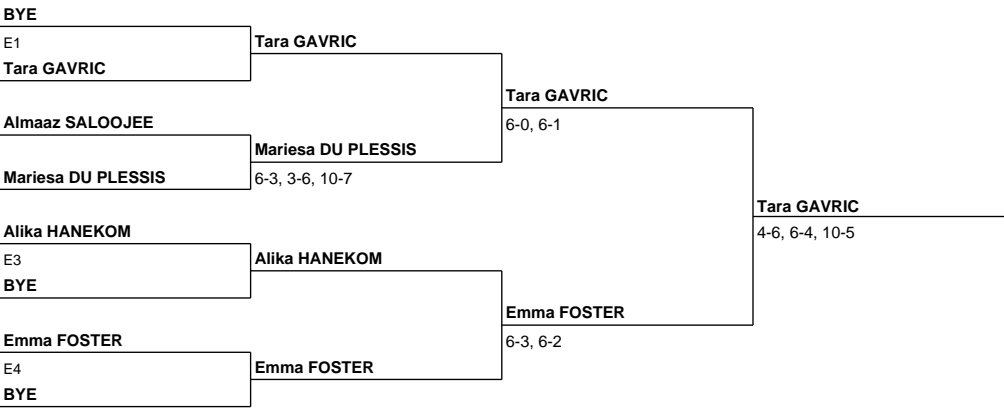 BYE
E1
Tara GAVRIC
Tara GAVRIC
Tara GAVRIC
6-0, 6-1
Almaaz SALOOJEE
Mariesa DU PLESSIS
Mariesa DU PLESSIS
6-3, 3-6, 10-7
Tara GAVRIC
4-6, 6-4, 10-5
Alika HANEKOM
E3
BYE
Alika HANEKOM
Emma FOSTER
6-3, 6-2
Emma FOSTER
E4
BYE
Emma FOSTER